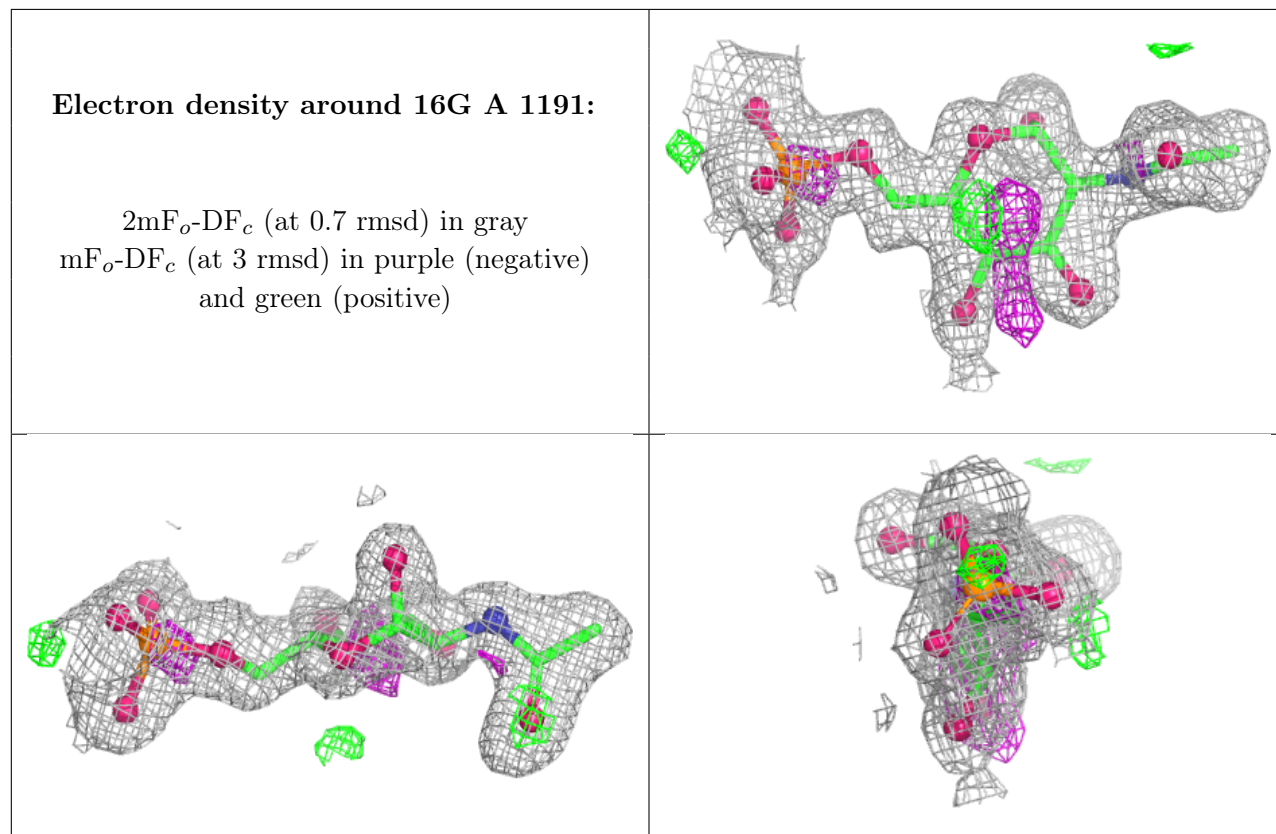 Electron density around 16G A 1191:
2mFo-DFc (at 0.7 rmsd) in gray
mFo-DFc (at 3 rmsd) in purple (negative)
and green (positive)